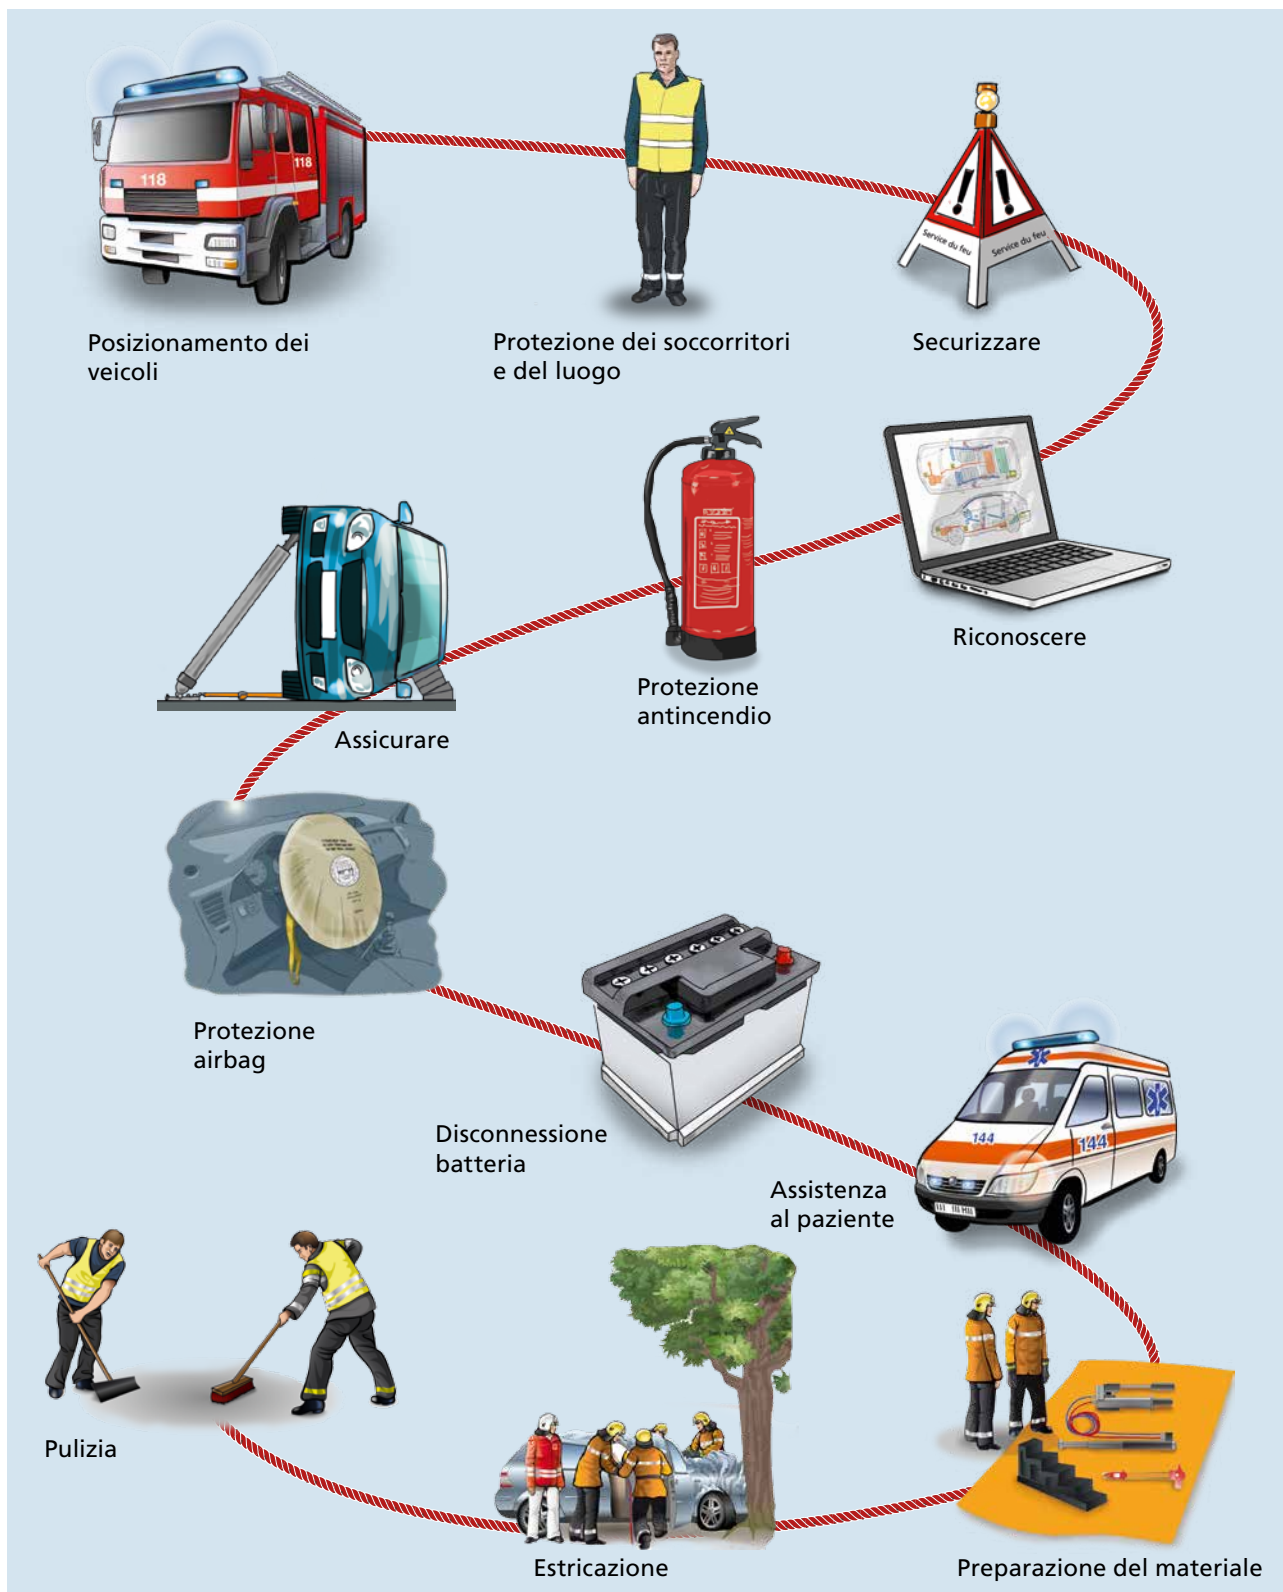 118
118
Service du feu
Service du feu
Posizionamento dei
veicoli
Protezione dei soccorritori
e del luogo
Securizzare
Riconoscere
Protezione
antincendio
Assicurare
Protezione
airbag
Disconnessione
batteria
144
144
Assistenza
al paziente
Pulizia
Estricazione
Preparazione del materiale